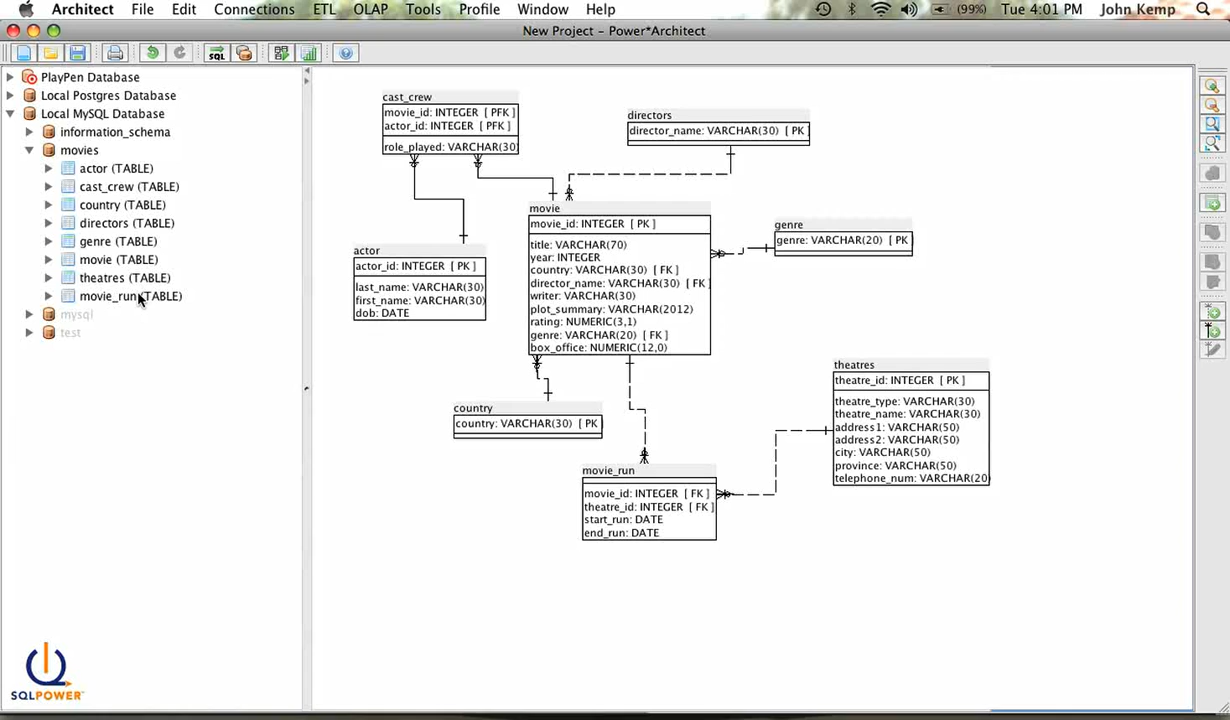 Architect File Edit Connections ETL OLAP Tools Profile Window Help (99%) Tue 4:01 PM John Kemp
New Project - Power*Architect
SQL
PlayPen Database
Local Postgres Database
Local MySQL Database
information_schema
movies
actor (TABLE)
cast_crew (TABLE)
country (TABLE)
directors (TABLE)
genre (TABLE)
movie (TABLE)
theatres (TABLE)
movie_run (TABLE)
mysql
test
SQLPOWER
cast_crew
movie_id: INTEGER [ PFK ]
actor_id: INTEGER [ PFK ]
role_played: VARCHAR(30)
directors
director_name: VARCHAR(30) [ PK
movie
movie_id: INTEGER [ PK ]
title: VARCHAR(70)
year: INTEGER
country: VARCHAR(30) [ FK ]
director_name: VARCHAR(30) [ FK
writer: VARCHAR(30)
plot_summary: VARCHAR(2012)
rating: NUMERIC(3,1)
genre: VARCHAR(20) [ FK ]
box_office: NUMERIC(12,0)
genre
genre: VARCHAR(20) [ PK
actor
actor_id: INTEGER [ PK ]
last_name: VARCHAR(30)
first_name: VARCHAR(30)
dob: DATE
country
country: VARCHAR(30) [ PK
theatres
theatre_id: INTEGER [ PK ]
theatre_type: VARCHAR(30)
theatre_name: VARCHAR(30)
address1: VARCHAR(50)
address2: VARCHAR(50)
city: VARCHAR(50)
province: VARCHAR(50)
telephone_num: VARCHAR(20)
movie_run
movie_id: INTEGER [ FK ]
theatre_id: INTEGER [ FK ]
start_run: DATE
end_run: DATE